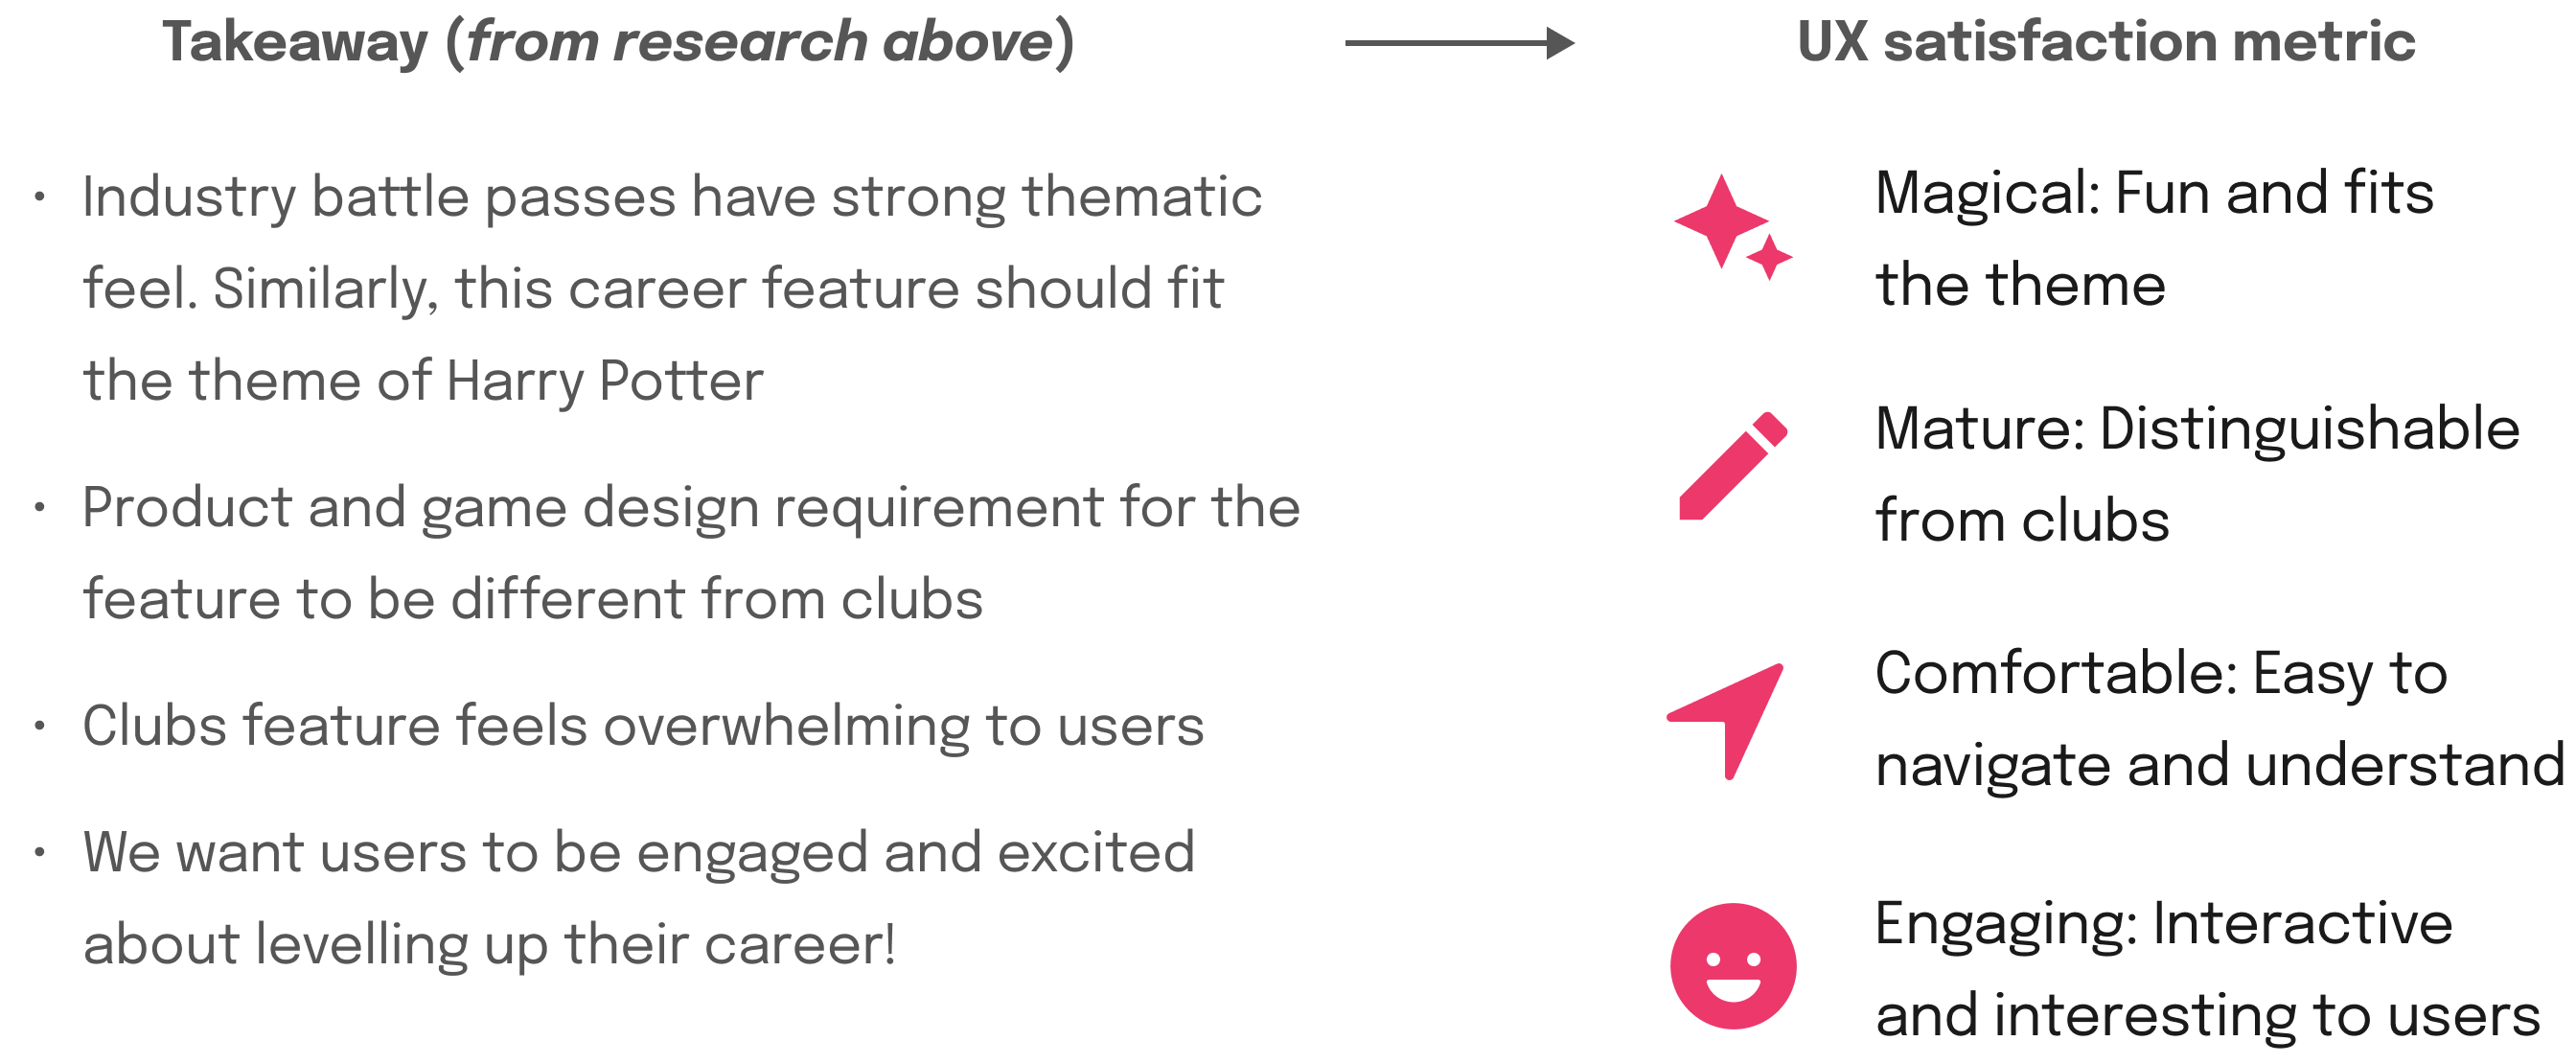 Takeaway (from research above)
UX satisfaction metric
• Industry battle passes have strong thematic
feel. Similarly, this career feature should fit
the theme of Harry Potter
• Product and game design requirement for the
feature to be different from clubs
• Clubs feature feels overwhelming to users
• We want users to be engaged and excited
about levelling up their career!
Magical: Fun and fits
the theme
Mature: Distinguishable
from clubs
Comfortable: Easy to
navigate and understand
Engaging: Interactive
and interesting to users